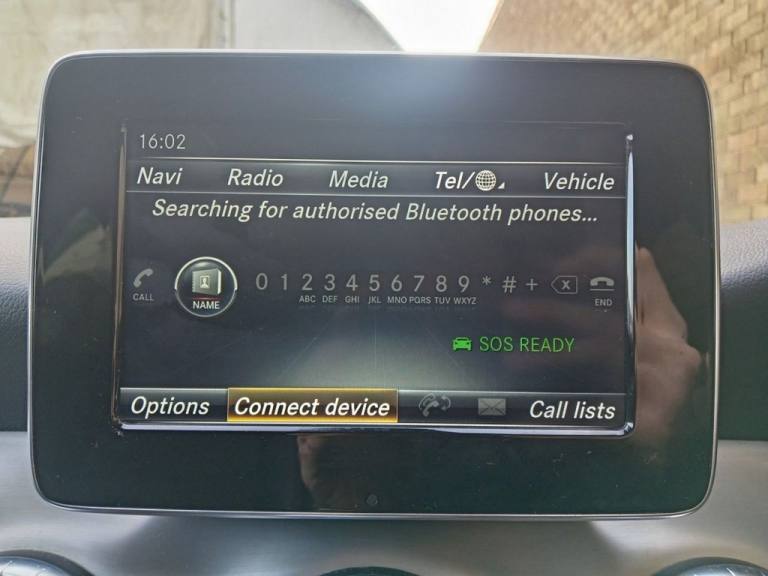 16:02
Navi Radio Media Tel/ Vehicle
Searching for authorised Bluetooth phones...
0 1 2 3 4 5 6 7 8 9 * # +
CALL NAME ABC DEF GHI JKL MNO PQRS TUV WXYZ END
SOS READY
Options Connect device Call lists